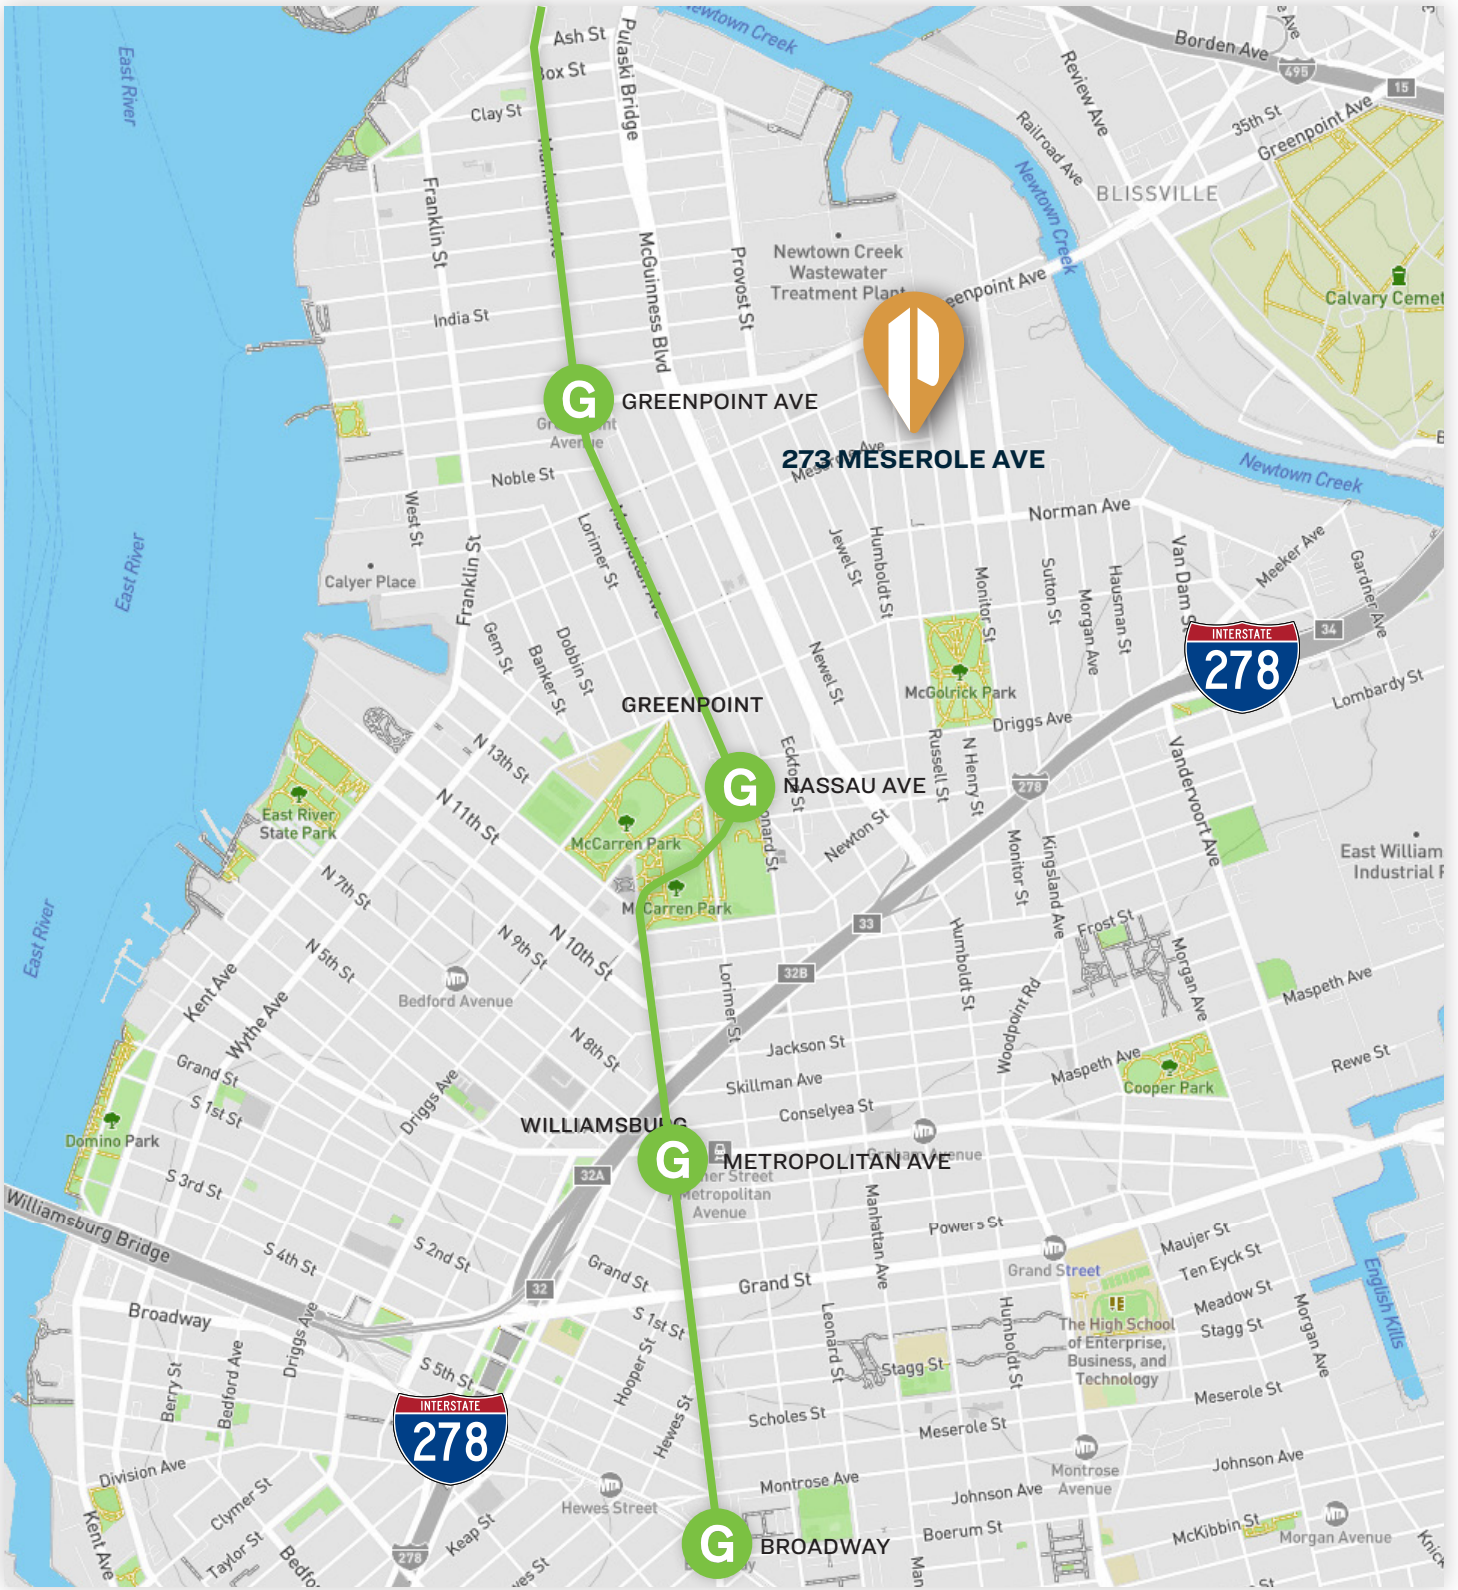 Newtown Creek
Ash St
Pulaski Bridge
Box St
Borden Ave
495
15
East River
Clay St
Review Ave
35th St
Greenpoint Ave
Railroad Ave
Manhattan Ave
BLISSVILLE
Newtown Creek
Franklin St
McGuinness Blvd
Provost St
Newtown Creek
Wastewater
Treatment Plant
Calvary Cemet
India St
G
GREENPOINT AVE
Avenue
Meserole Ave
273 MESEROLE AVE
Newtown Creek
Noble St
West St
Lorimer St
Manhattan Ave
Norman Ave
East River
Calyer Place
Franklin St
Jewel St
Humboldt St
Monitor St
Sutton St
Morgan Ave
Hausman St
Van Dam St
Meeker Ave
Gardner Ave
34
INTERSTATE
278
Gem St
Banker St
Dobbin St
Newel St
McGolrick Park
Lombardy St
GREENPOINT
Driggs Ave
N 13th St
Eckford St
Russell St
N Henry St
Vandervoort Ave
G
NASSAU AVE
278
East River
State Park
N 11th St
McCarren Park
Newton St
Monitor St
Kingsland Ave
East William
Industrial
N 7th St
McCarren Park
33
Frost St
East River
N 5th St
N 9th St
N 10th St
Bedford Avenue
Lorimer St
32B
Humboldt St
Morgan Ave
Maspeth Ave
Kent Ave
Wythe Ave
Woodpoint Rd
N 8th St
Jackson St
Skillman Ave
Maspeth Ave
Cooper Park
Rewe St
Grand St
S 1st St
Driggs Ave
Conselyea St
Domino Park
WILLIAMSBURG
G
METROPOLITAN AVE
Graham Avenue
Metropolitan
Avenue
32A
S 3rd St
Williamsburg Bridge
Manhattan Ave
Powers St
Maujer St
S 4th St
S 2nd St
Grand St
Grand St
Grand Street
Ten Eyck St
32
Meadow St
English Kills
Broadway
Driggs Ave
S 1st St
Leonard St
Humboldt St
The High School
of Enterprise,
Business, and
Technology
Stagg St
Morgan Ave
S 5th St
Hooper St
Stagg St
Berry St
Bedford Ave
INTERSTATE
278
Hewes St
Scholes St
Meserole St
Meserole St
Division Ave
Clymer St
Hewes Street
Montrose Ave
Montrose
Avenue
Johnson Ave
Johnson Ave
Kent Ave
Taylor St
Bedfo
278
Keap St
G
BROADWAY
Boerum St
McKibbin St
Morgan Avenue